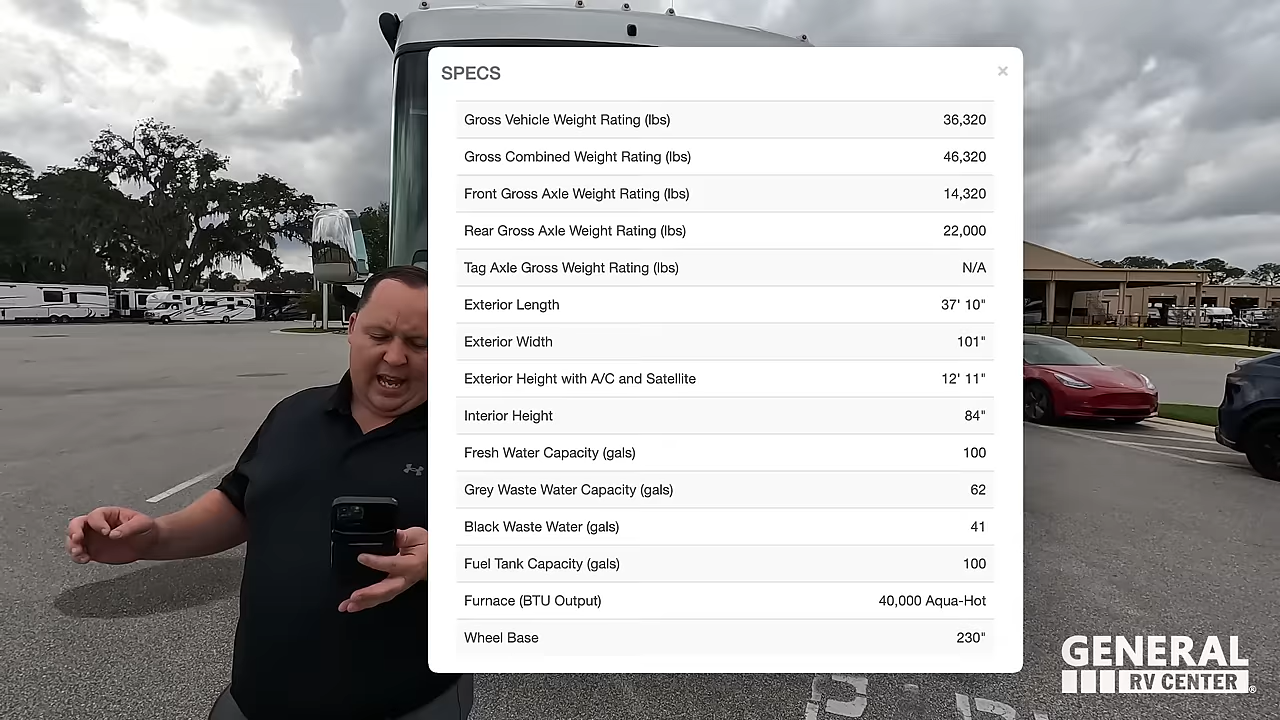 SPECS ×
Gross Vehicle Weight Rating (lbs) 36,320
Gross Combined Weight Rating (lbs) 46,320
Front Gross Axle Weight Rating (lbs) 14,320
Rear Gross Axle Weight Rating (lbs) 22,000
Tag Axle Gross Weight Rating (lbs) N/A
Exterior Length 37' 10"
Exterior Width 101"
Exterior Height with A/C and Satellite 12' 11"
Interior Height 84"
Fresh Water Capacity (gals) 100
Grey Waste Water Capacity (gals) 62
Black Waste Water (gals) 41
Fuel Tank Capacity (gals) 100
Furnace (BTU Output) 40,000 Aqua-Hot
Wheel Base 230"
GENERAL
RV CENTER®